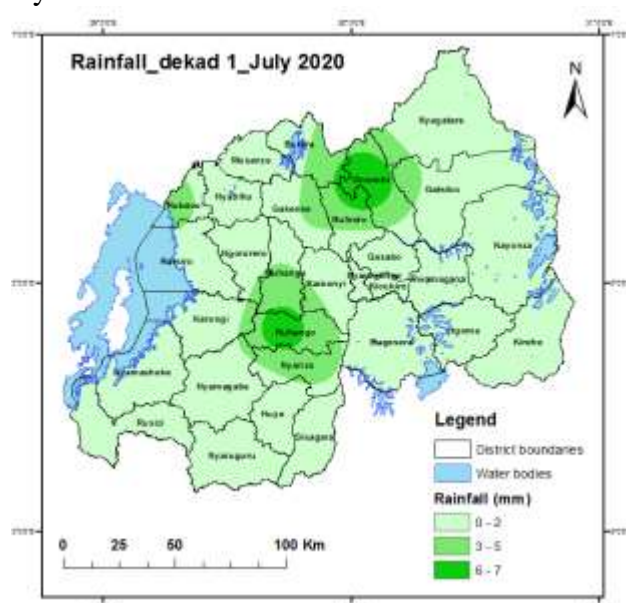 Rainfall_dekad 1_July 2020
N
Nyagatare
Burera
Musanze
Gicumbi
Gatsibo
Nyabihu
Rubavu
Gakenke
Rulindo
Kayonza
Ngororero
Gasabo
Rutsiro
Muhanga
Kamonyi
Rwamagana
Kicukiro
Karongi
Ruhango
Bugesera
Ngoma
Kirehe
Nyanza
Nyamasheke
Nyamagabe
Huye
Rusizi
Gisagara
Nyaruguru
Legend
District boundaries
Water bodies
Rainfall (mm)
0 - 2
3 - 5
6 - 7
0 25 50 100 Km